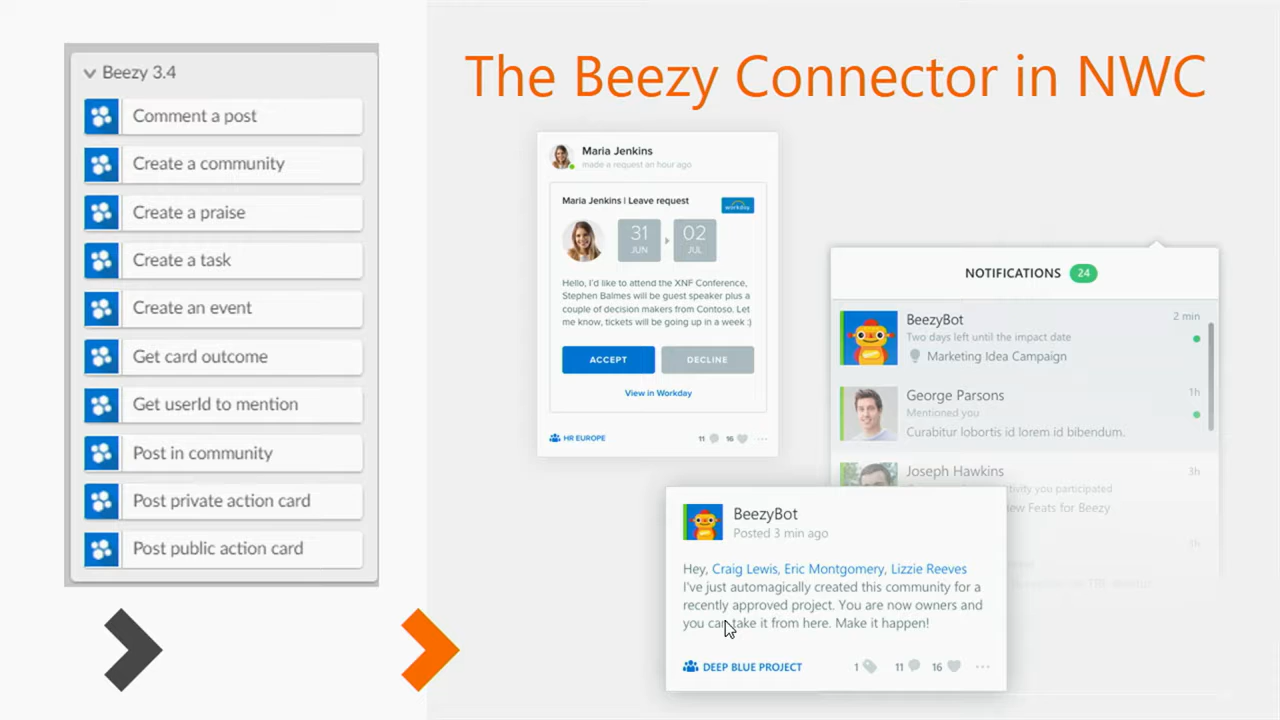 Beezy 3.4
Comment a post
Create a community
Create a praise
Create a task
Create an event
Get card outcome
Get userId to mention
Post in community
Post private action card
Post public action card
The Beezy Connector in NWC
Maria Jenkins
made a request an hour ago
Maria Jenkins | Leave request
workday
31
JUN
02
JUL
Hello, I'd like to attend the XNF Conference,
Stephen Balmes will be guest speaker plus a
couple of decision makers from Contoso. Let
me know, tickets will be going up in a week :)
ACCEPT
DECLINE
View in Workday
HR EUROPE
11
16
NOTIFICATIONS 24
BeezyBot
2 min
Two days left until the impact date
Marketing Idea Campaign
George Parsons
1h
Mentioned you
Curabitur lobortis id lorem id bibendum.
Joseph Hawkins
3h
you participated
Feats for Beezy
3h
BeezyBot
Posted 3 min ago
Hey, Craig Lewis, Eric Montgomery, Lizzie Reeves
I've just automagically created this community for a
recently approved project. You are now owners and
you can take it from here. Make it happen!
DEEP BLUE PROJECT
1
11
16